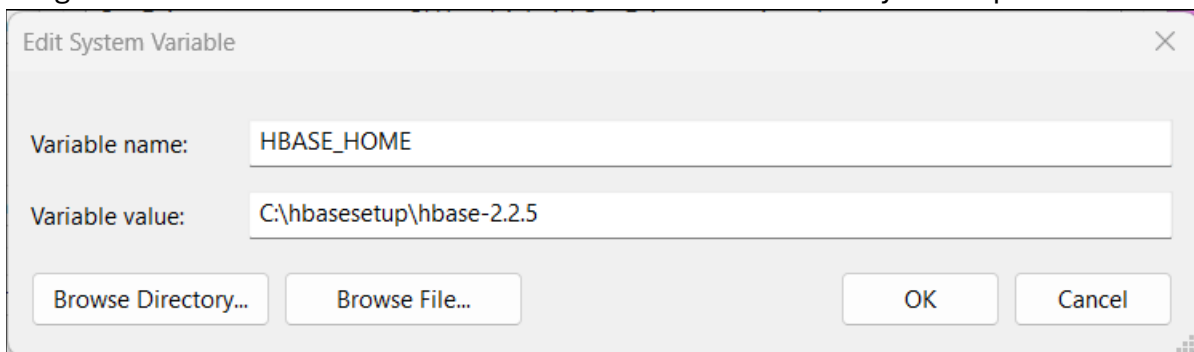 Edit System Variable
Variable name: HBASE_HOME
Variable value: C:\hbasesetup\hbase-2.2.5
Browse Directory... Browse File... OK Cancel